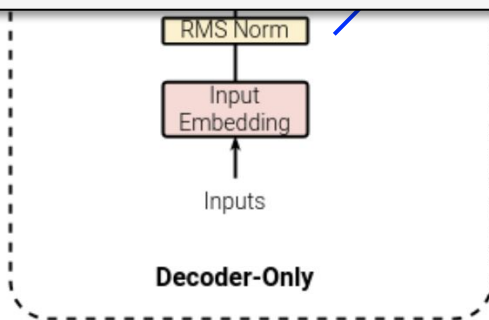 RMS Norm
Input
Embedding
Inputs
Decoder-Only